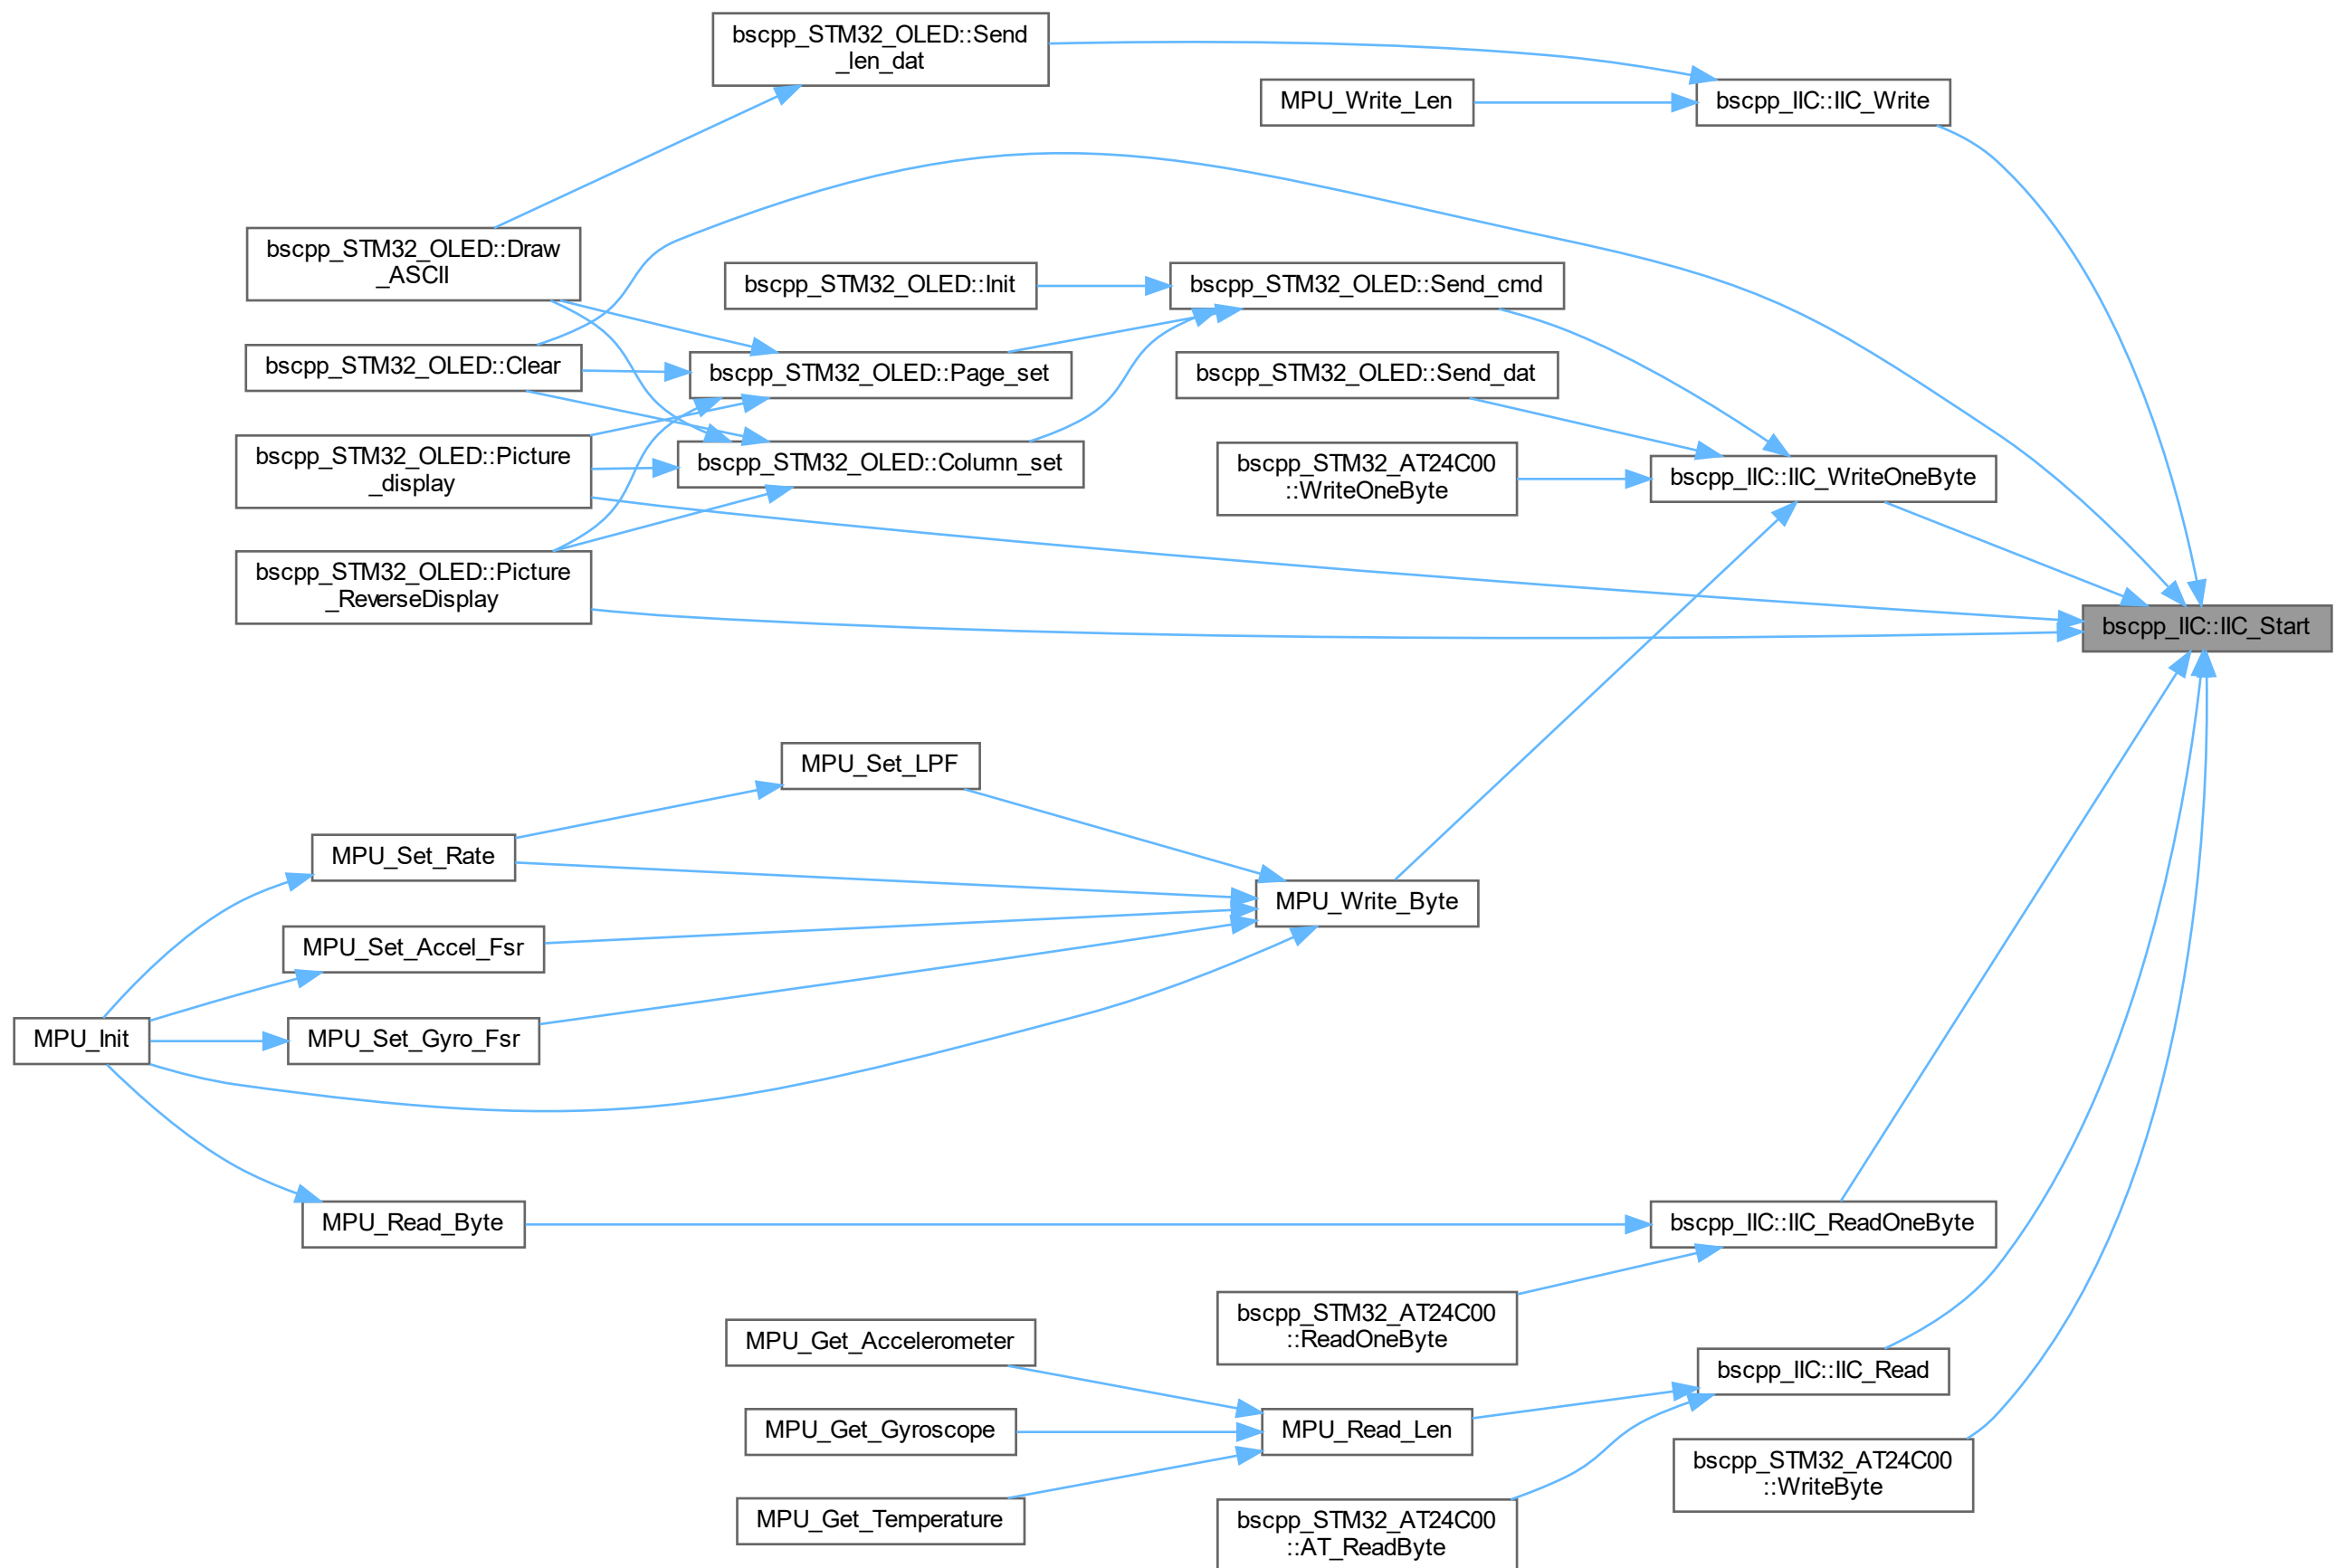 bscpp_STM32_OLED::Send
_len_dat
MPU_Write_Len
bscpp_IIC::IIC_Write
bscpp_STM32_OLED::Draw
_ASCII
bscpp_STM32_OLED::Init
bscpp_STM32_OLED::Send_cmd
bscpp_STM32_OLED::Clear
bscpp_STM32_OLED::Page_set
bscpp_STM32_OLED::Send_dat
bscpp_STM32_OLED::Picture
_display
bscpp_STM32_OLED::Column_set
bscpp_STM32_AT24C00
::WriteOneByte
bscpp_IIC::IIC_WriteOneByte
bscpp_STM32_OLED::Picture
_ReverseDisplay
bscpp_IIC::IIC_Start
MPU_Set_LPF
MPU_Set_Rate
MPU_Write_Byte
MPU_Set_Accel_Fsr
MPU_Init
MPU_Set_Gyro_Fsr
MPU_Read_Byte
bscpp_IIC::IIC_ReadOneByte
bscpp_STM32_AT24C00
::ReadOneByte
MPU_Get_Accelerometer
bscpp_IIC::IIC_Read
MPU_Get_Gyroscope
MPU_Read_Len
bscpp_STM32_AT24C00
::WriteByte
MPU_Get_Temperature
bscpp_STM32_AT24C00
::AT_ReadByte